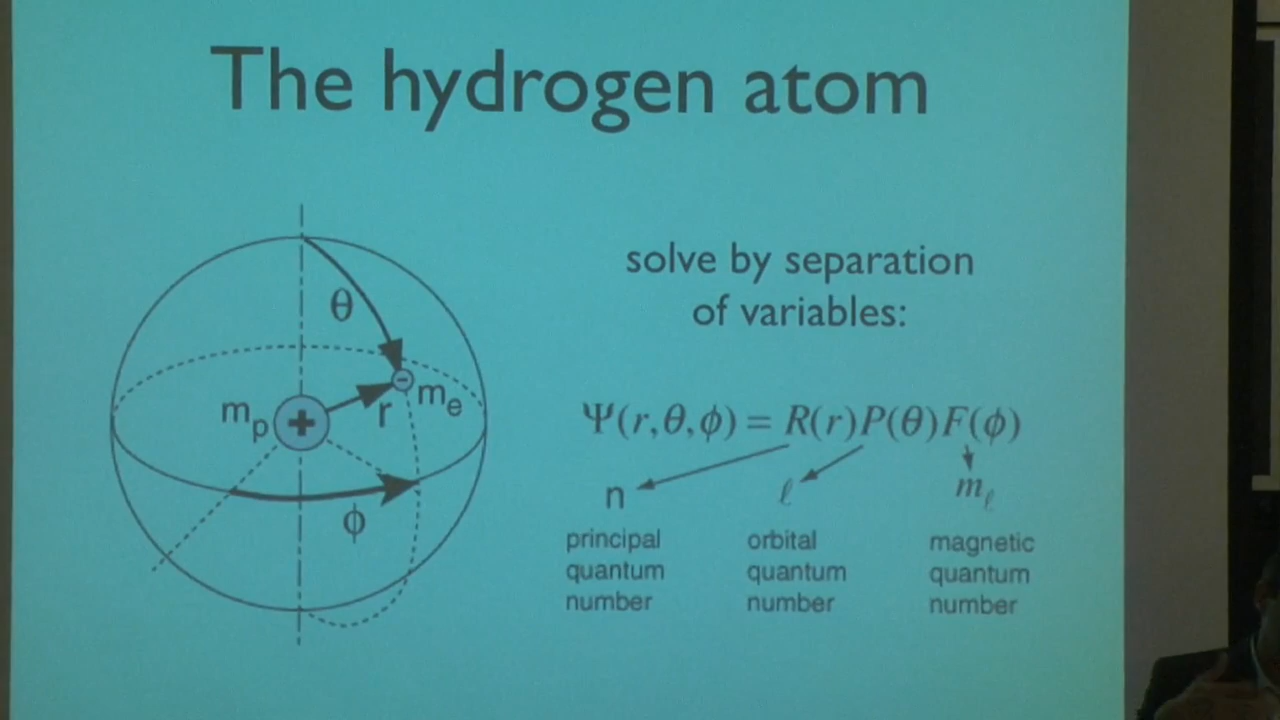 The hydrogen atom
θ
m_p
+
r
-
m_e
ϕ
solve by separation
of variables:
Ψ(r,θ,ϕ) = R(r)P(θ)F(ϕ)
n
ℓ
m_ℓ
principal
quantum
number
orbital
quantum
number
magnetic
quantum
number